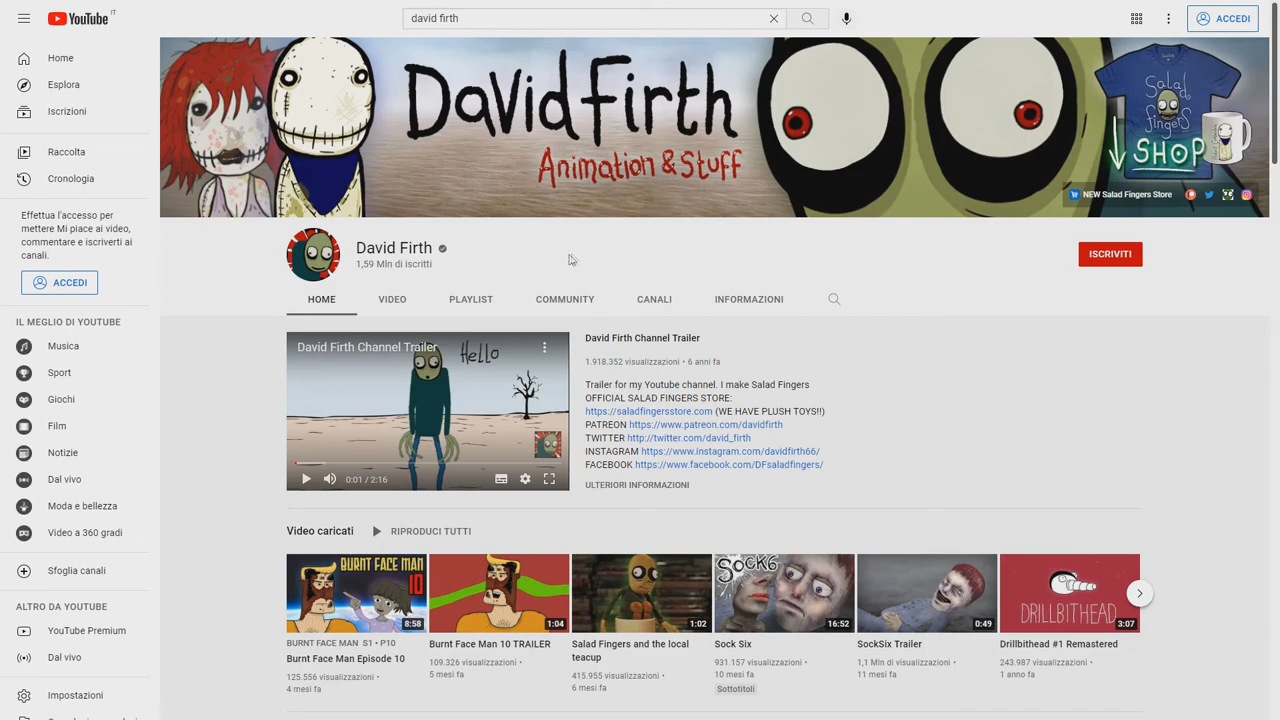 YouTube IT
david firth
ACCEDI
Home
Esplora
Iscrizioni
Raccolta
Cronologia
Effettua l'accesso per
mettere Mi piace ai video,
commentare e iscriverti ai
canali.
ACCEDI
IL MEGLIO DI YOUTUBE
Musica
Sport
Giochi
Film
Notizie
Dal vivo
Moda e bellezza
Video a 360 gradi
Sfoglia canali
ALTRO DA YOUTUBE
YouTube Premium
Dal vivo
Impostazioni
David Firth
Animation & Stuff
Salad
Fingers
SHOP
NEW Salad Fingers Store
David Firth
1,59 Mln di iscritti
ISCRIVITI
HOME
VIDEO
PLAYLIST
COMMUNITY
CANALI
INFORMAZIONI
David Firth Channel Trailer
Hello
0:01 / 2:16
David Firth Channel Trailer
1.918.352 visualizzazioni • 6 anni fa
Trailer for my Youtube channel. I make Salad Fingers
OFFICIAL SALAD FINGERS STORE:
https://saladfingersstore.com (WE HAVE PLUSH TOYS!!)
PATREON https://www.patreon.com/davidfirth
TWITTER http://twitter.com/david_firth
INSTAGRAM https://www.instagram.com/davidfirth66/
FACEBOOK https://www.facebook.com/DFsaladfingers/
ULTERIORI INFORMAZIONI
Video caricati
RIPRODUCI TUTTI
BURNT FACE MAN
10
8:58
BURNT FACE MAN S1 • P10
Burnt Face Man Episode 10
125.556 visualizzazioni •
4 mesi fa
1:04
Burnt Face Man 10 TRAILER
109.326 visualizzazioni •
5 mesi fa
1:02
Salad Fingers and the local
teacup
415.955 visualizzazioni •
6 mesi fa
SOCK6
16:52
Sock Six
931.157 visualizzazioni •
10 mesi fa
Sottotitoli
0:49
SockSix Trailer
1,1 Mln di visualizzazioni •
11 mesi fa
DRILLBITHEAD
3:07
Drillbithead #1 Remastered
243.987 visualizzazioni •
1 anno fa